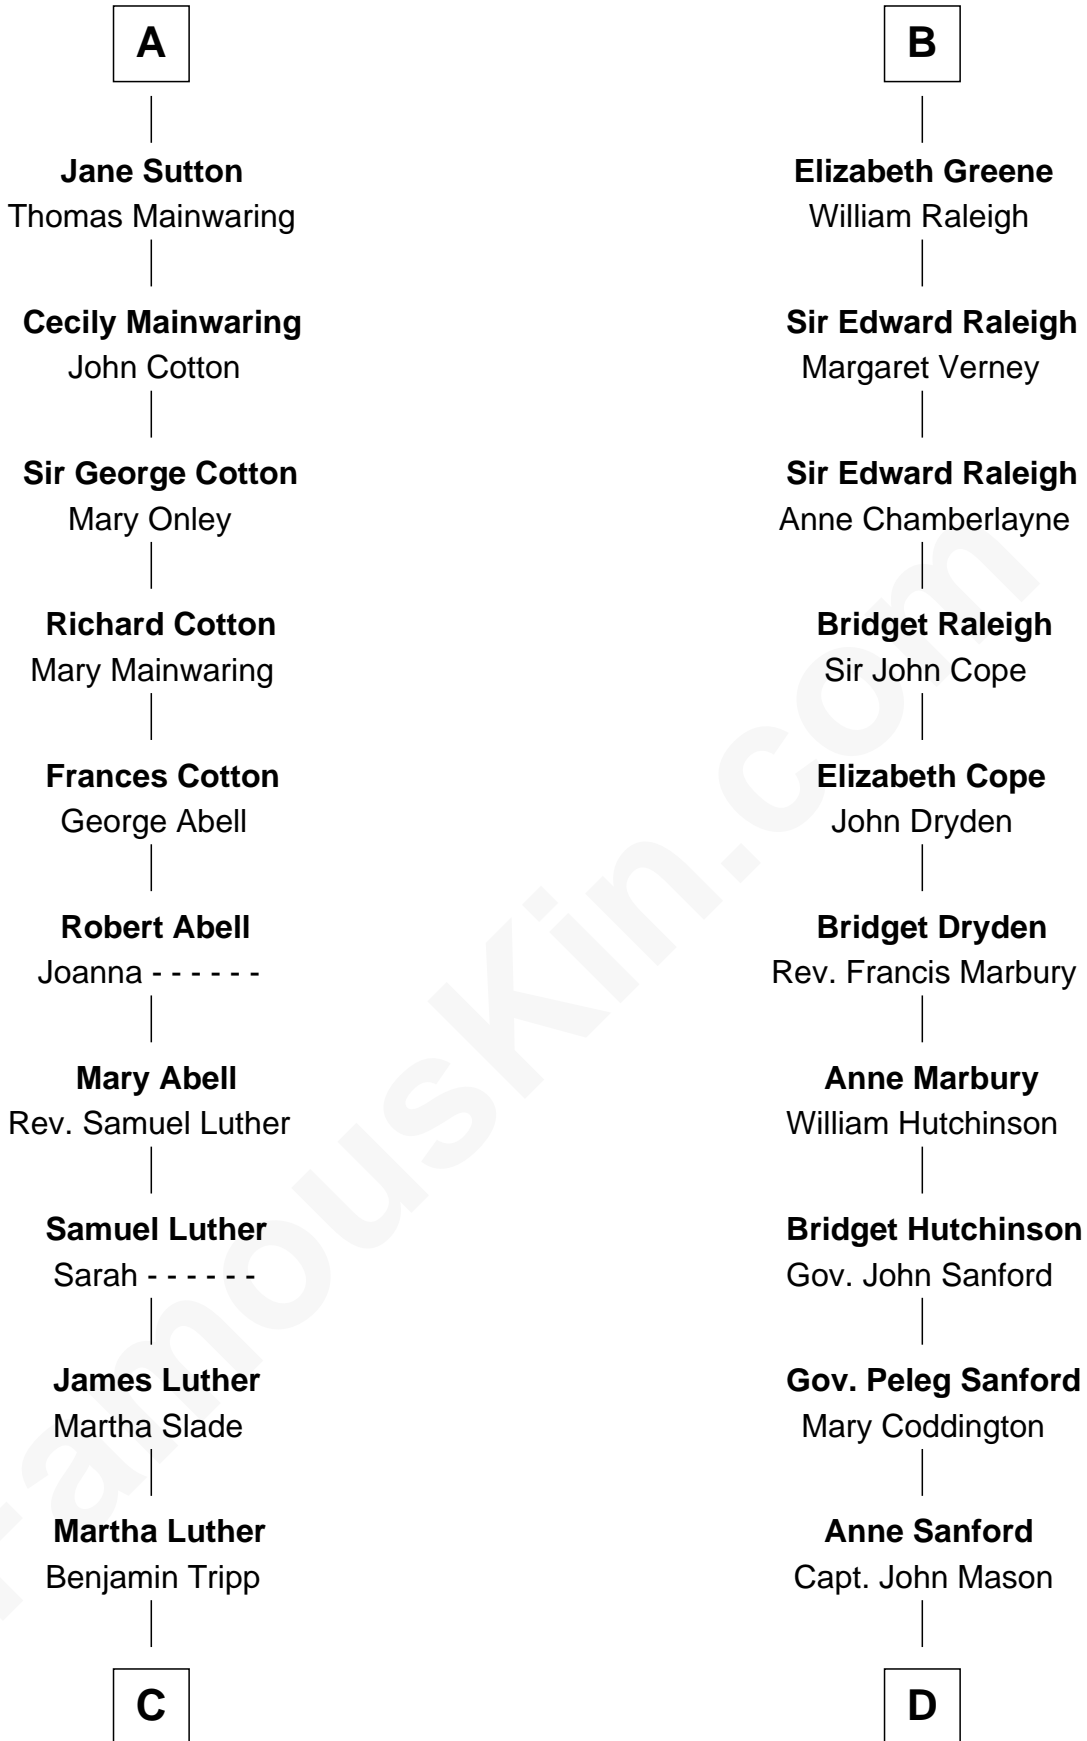 A
Jane Sutton
Thomas Mainwaring
Cecily Mainwaring
John Cotton
Sir George Cotton
Mary Onley
Richard Cotton
Mary Mainwaring
Frances Cotton
George Abell
Robert Abell
Joanna - - - - - -
Mary Abell
Rev. Samuel Luther
Samuel Luther
Sarah - - - - - -
James Luther
Martha Slade
Martha Luther
Benjamin Tripp
C
B
Elizabeth Greene
William Raleigh
Sir Edward Raleigh
Margaret Verney
Sir Edward Raleigh
Anne Chamberlayne
Bridget Raleigh
Sir John Cope
Elizabeth Cope
John Dryden
Bridget Dryden
Rev. Francis Marbury
Anne Marbury
William Hutchinson
Bridget Hutchinson
Gov. John Sanford
Gov. Peleg Sanford
Mary Coddington
Anne Sanford
Capt. John Mason
D
FamousKin.com